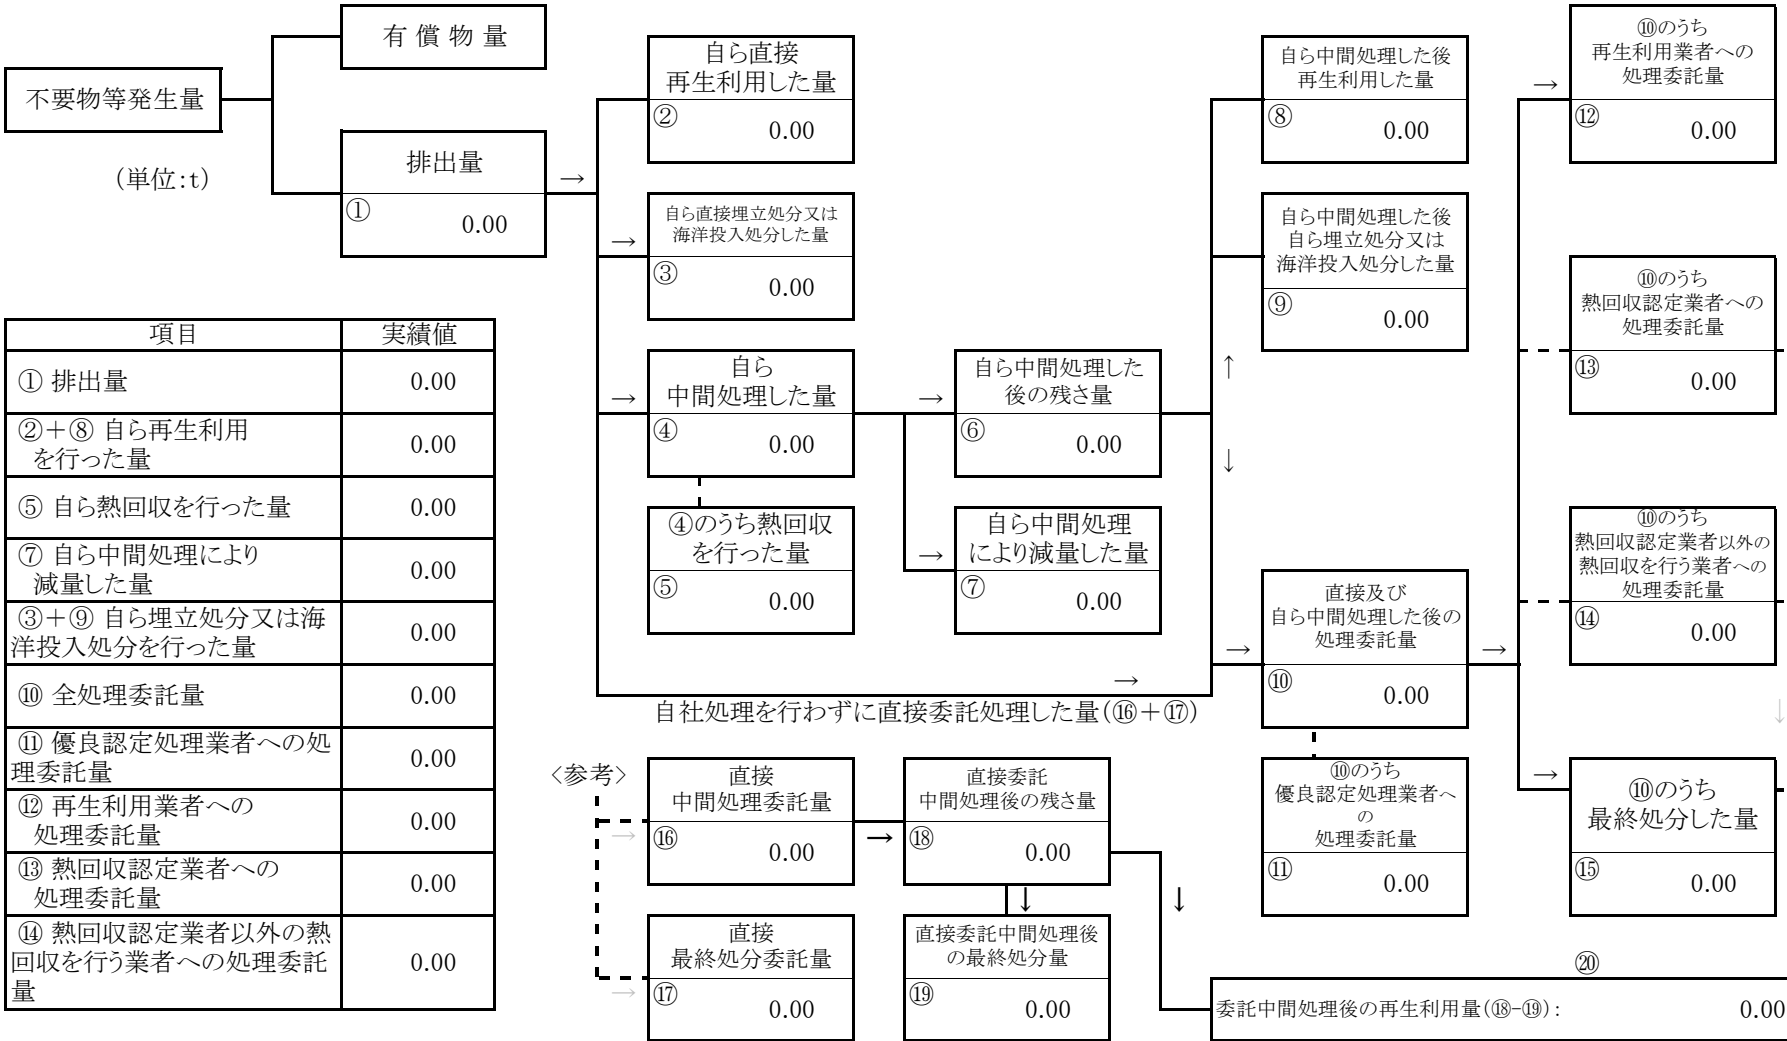 不要物等発生量
(単位:t)
有償物量
排出量
→
① 0.00
自ら直接
再生利用した量
② 0.00
→
自ら直接埋立処分又は
海洋投入処分した量
③ 0.00
→
自ら
中間処理した量
④ 0.00
④のうち熱回収
を行った量
⑤ 0.00
→
自ら中間処理した
後の残さ量
⑥ 0.00
→
自ら中間処理
により減量した量
⑦ 0.00
↑
↓
自ら中間処理した後
再生利用した量
⑧ 0.00
自ら中間処理した後
自ら埋立処分又は
海洋投入処分した量
⑨ 0.00
→
自社処理を行わずに直接委託処理した量(⑯+⑰)
→
直接及び
自ら中間処理した後の
処理委託量
⑩ 0.00
→
⑩のうち
優良認定処理業者へ
の
処理委託量
⑪ 0.00
→
⑩のうち
再生利用業者への
処理委託量
⑫ 0.00
⑩のうち
熱回収認定業者への
処理委託量
⑬ 0.00
⑩のうち
熱回収認定業者以外の
熱回収を行う業者への
処理委託量
⑭ 0.00
↓
→
⑩のうち
最終処分した量
⑮ 0.00
項目 実績値
① 排出量 0.00
②+⑧ 自ら再生利用
を行った量 0.00
⑤ 自ら熱回収を行った量 0.00
⑦ 自ら中間処理により
減量した量 0.00
③+⑨ 自ら埋立処分又は海
洋投入処分を行った量 0.00
⑩ 全処理委託量 0.00
⑪ 優良認定処理業者への処
理委託量 0.00
⑫ 再生利用業者への
処理委託量 0.00
⑬ 熱回収認定業者への
処理委託量 0.00
⑭ 熱回収認定業者以外の熱
回収を行う業者への処理委託
量 0.00
<参考>
→
直接
中間処理委託量
⑯ 0.00
→
直接
最終処分委託量
⑰ 0.00
→
直接委託
中間処理後の残さ量
⑱ 0.00
↓
直接委託中間処理後
の最終処分量
⑲ 0.00
↓
⑳
委託中間処理後の再生利用量(⑱-⑲): 0.00